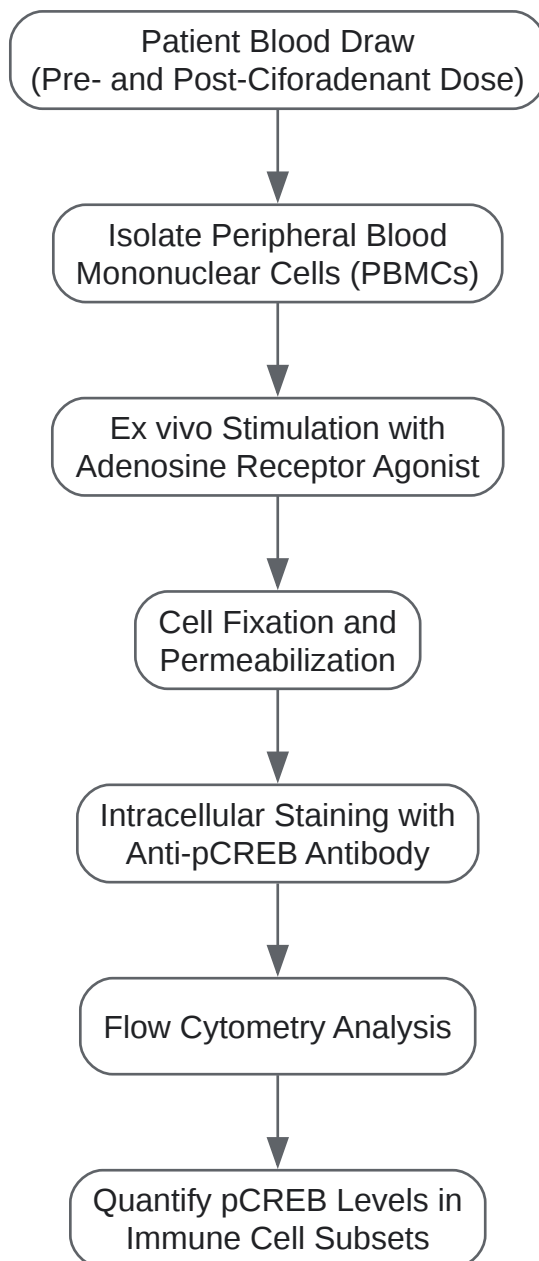 Patient Blood Draw
(Pre- and Post-Ciforadenant Dose)
Isolate Peripheral Blood
Mononuclear Cells (PBMCs)
Ex vivo Stimulation with
Adenosine Receptor Agonist
Cell Fixation and
Permeabilization
Intracellular Staining with
Anti-pCREB Antibody
Flow Cytometry Analysis
Quantify pCREB Levels in
Immune Cell Subsets